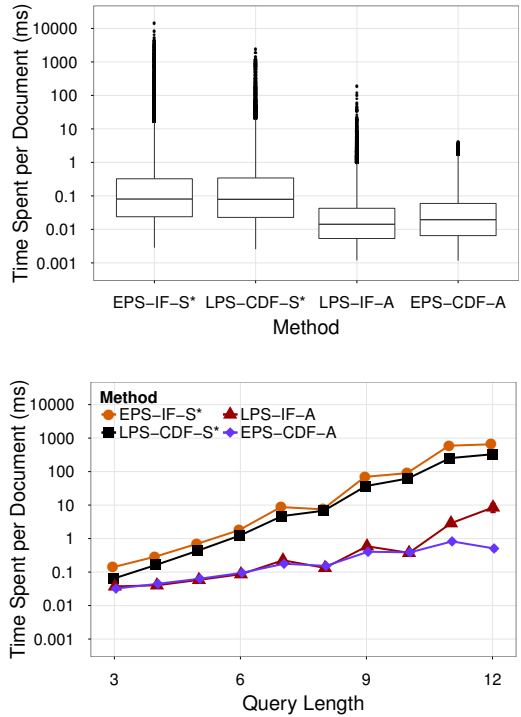 Time Spent per Document (ms)
10000
1000
100
10
1
0.1
0.01
0.001
EPS−IF−S* LPS−CDF−S* LPS−IF−A EPS−CDF−A
Method
Time Spent per Document (ms)
10000
1000
100
10
1
0.1
0.01
0.001
Method
EPS−IF−S* LPS−IF−A
LPS−CDF−S* EPS−CDF−A
3 6 9 12
Query Length